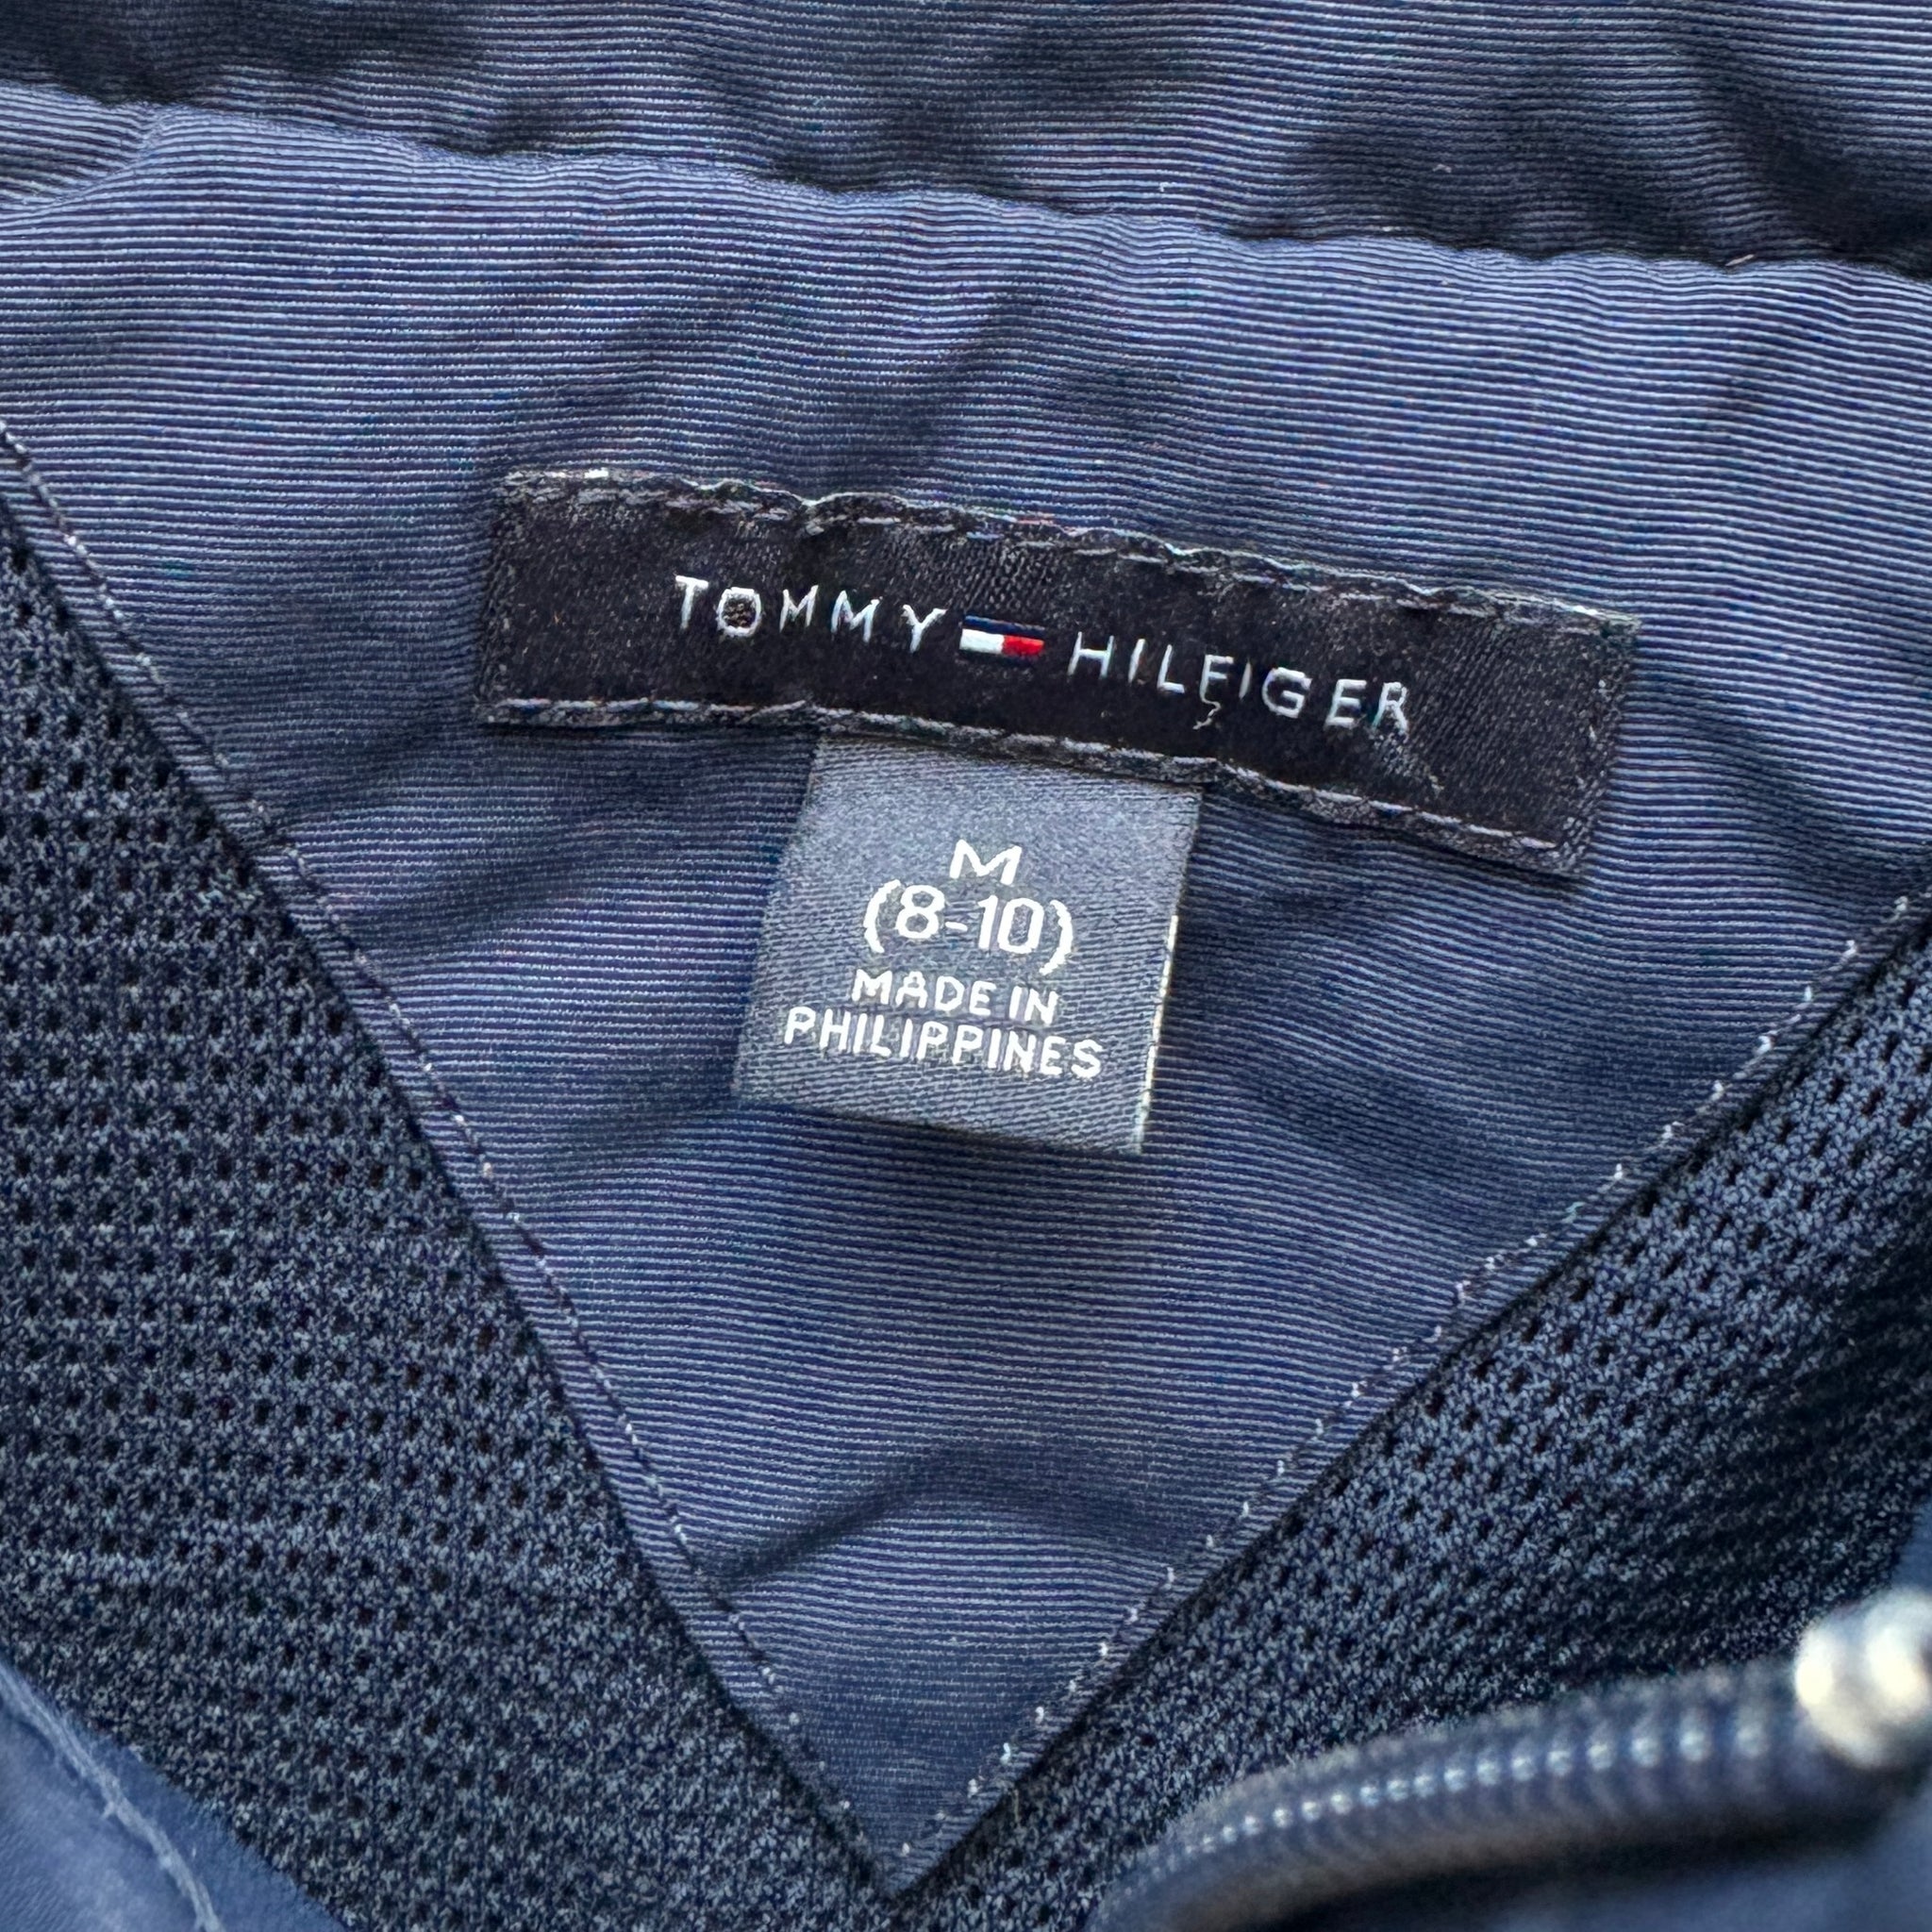 TOMMY HILFIGER
M
(8-10)
MADE IN
PHILIPPINES